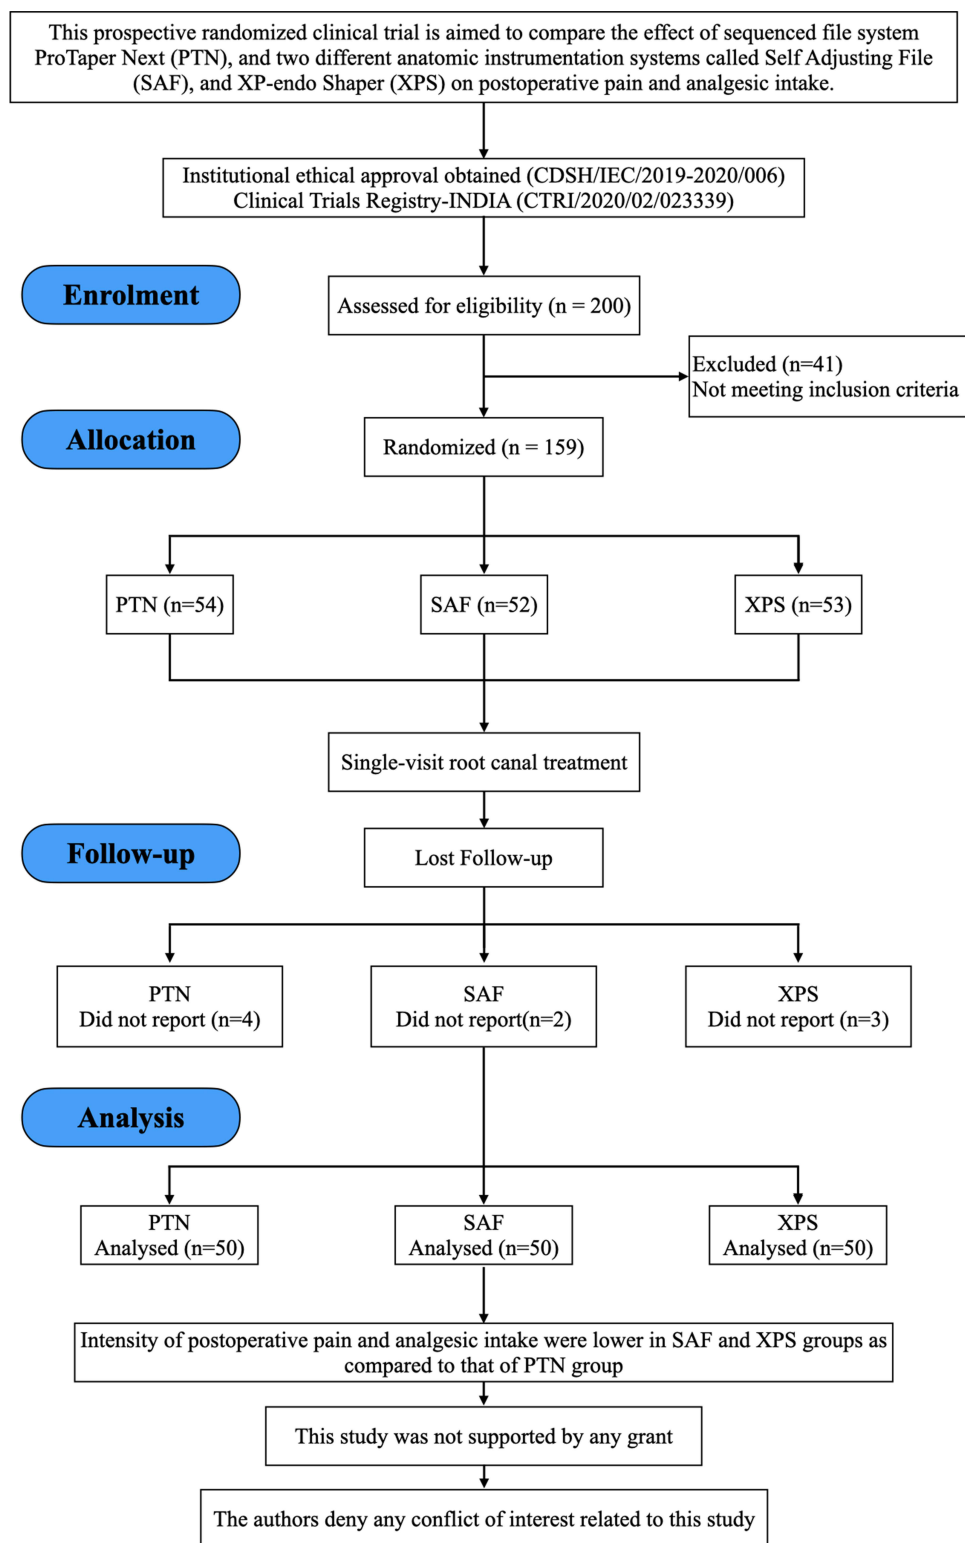 This prospective randomized clinical trial is aimed to compare the effect of sequenced file system
ProTaper Next (PTN), and two different anatomic instrumentation systems called Self Adjusting File
(SAF), and XP-endo Shaper (XPS) on postoperative pain and analgesic intake.
Institutional ethical approval obtained (CDSH/IEC/2019-2020/006)
Clinical Trials Registry-INDIA (CTRI/2020/02/023339)
Enrolment
Assessed for eligibility (n = 200)
Excluded (n=41)
Not meeting inclusion criteria
Allocation
Randomized (n = 159)
PTN (n=54)
SAF (n=52)
XPS (n=53)
Single-visit root canal treatment
Follow-up
Lost Follow-up
PTN
Did not report (n=4)
SAF
Did not report(n=2)
XPS
Did not report (n=3)
Analysis
PTN
Analysed (n=50)
SAF
Analysed (n=50)
XPS
Analysed (n=50)
Intensity of postoperative pain and analgesic intake were lower in SAF and XPS groups as
compared to that of PTN group
This study was not supported by any grant
The authors deny any conflict of interest related to this study